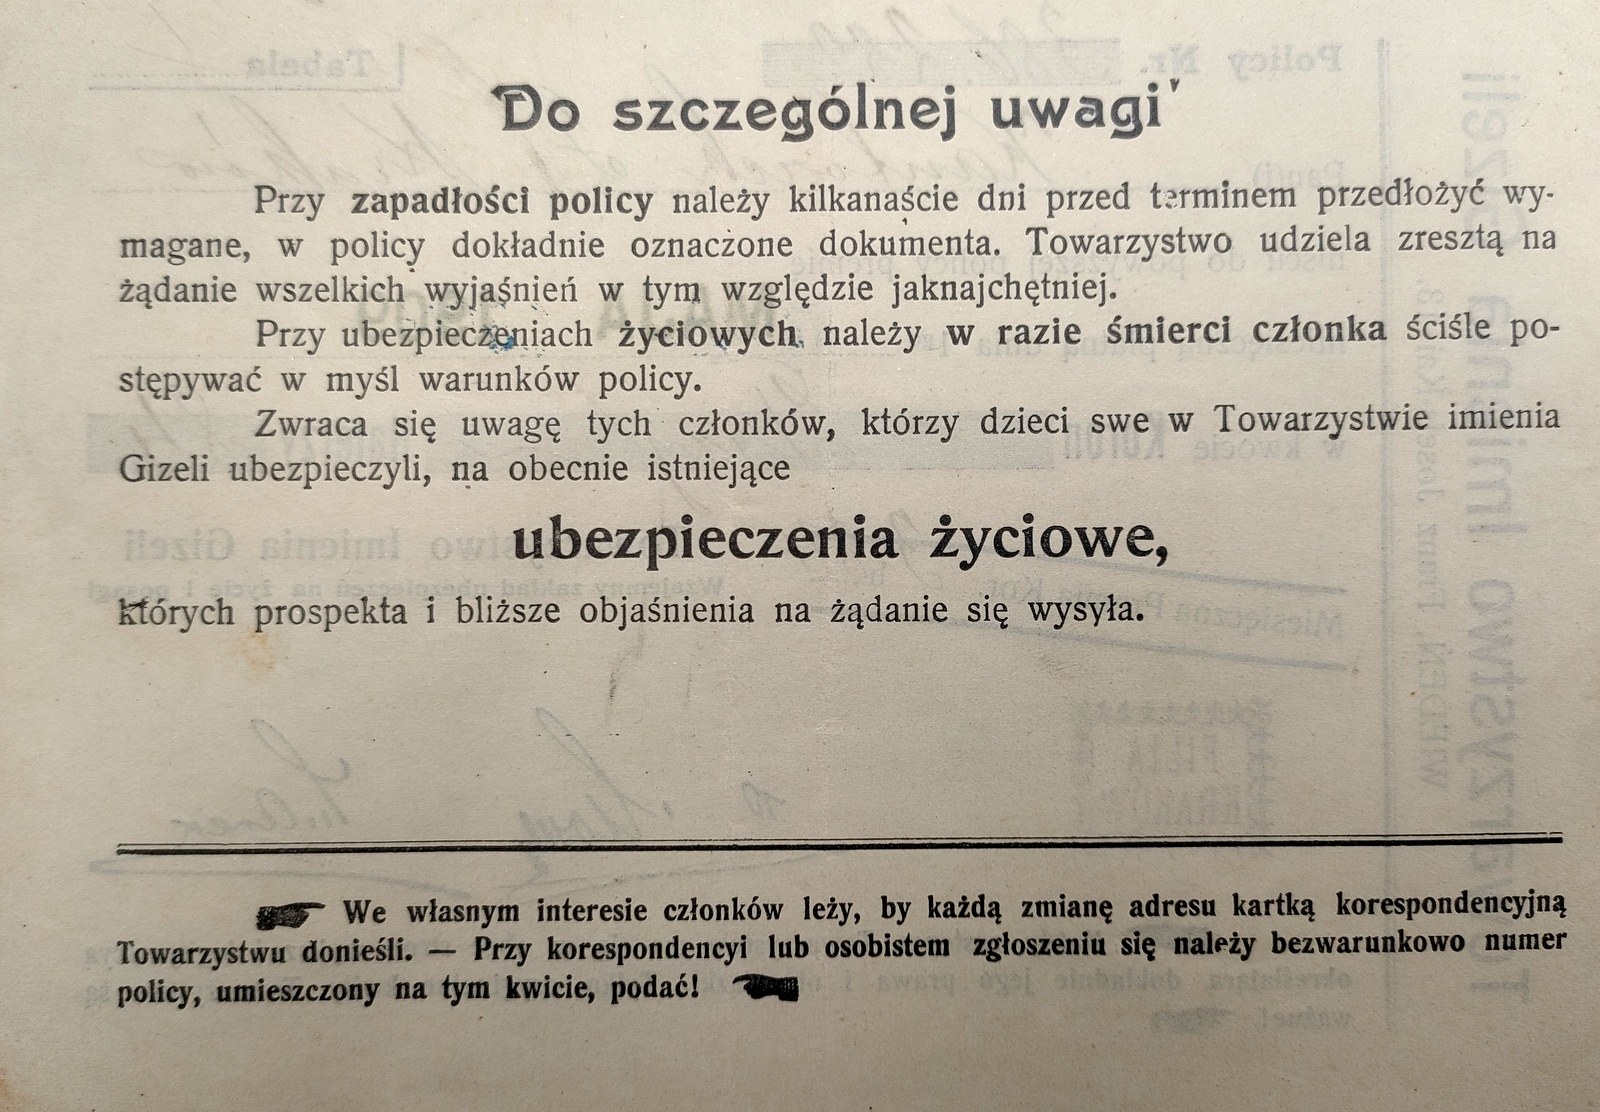 Do szczególnej uwagi
Przy zapadłości policy należy kilkanaście dni przed terminem przedłożyć wy-
magane, w policy dokładnie oznaczone dokumenta. Towarzystwo udziela zresztą na
żądanie wszelkich wyjaśnień w tym względzie jaknajchętniej.
Przy ubezpieczeniach życiowych, należy w razie śmierci członka ściśle po-
stępywać w myśl warunków policy.
Zwraca się uwagę tych członków, którzy dzieci swe w Towarzystwie imienia
Gizeli ubezpieczyli, na obecnie istniejące
ubezpieczenia życiowe,
których prospekta i bliższe objaśnienia na żądanie się wysyła.
☛ We własnym interesie członków leży, by każdą zmianę adresu kartką korespondencyjną
Towarzystwu donieśli. — Przy korespondencyi lub osobistem zgłoszeniu się należy bezwarunkowo numer
policy, umieszczony na tym kwicie, podać! ☚